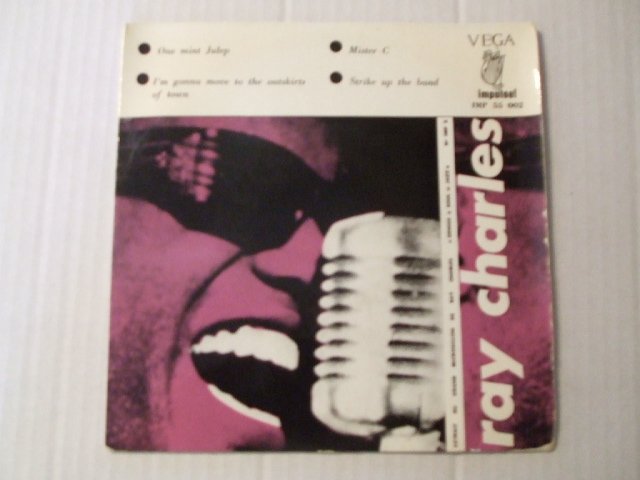 One mint Julep
Mister C
VEGA
I'm gonna move to the outskirts
of town
Strike up the band
impulse!
IMP 55 002
ray charles